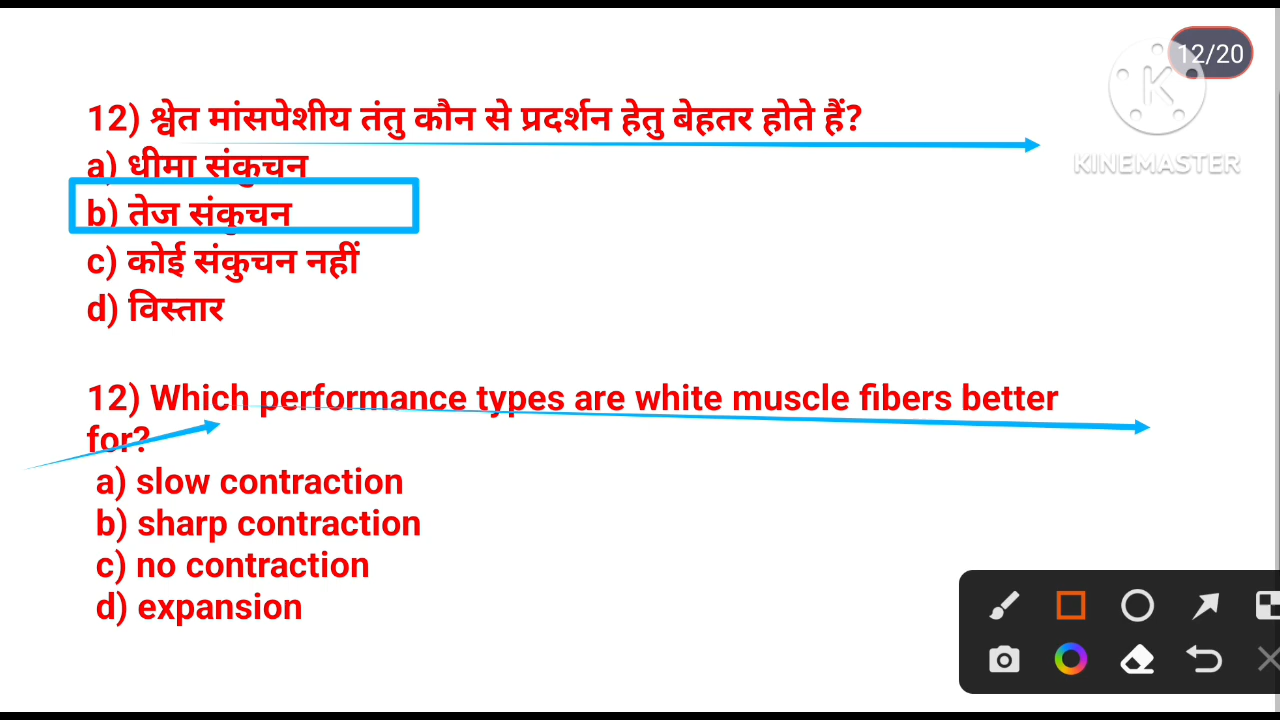 12/20
KINEMASTER
12) श्वेत मांसपेशीय तंतु कौन से प्रदर्शन हेतु बेहतर होते हैं?
a) धीमा संकुचन
b) तेज संकुचन
c) कोई संकुचन नहीं
d) विस्तार
12) Which performance types are white muscle fibers better
for?
a) slow contraction
b) sharp contraction
c) no contraction
d) expansion